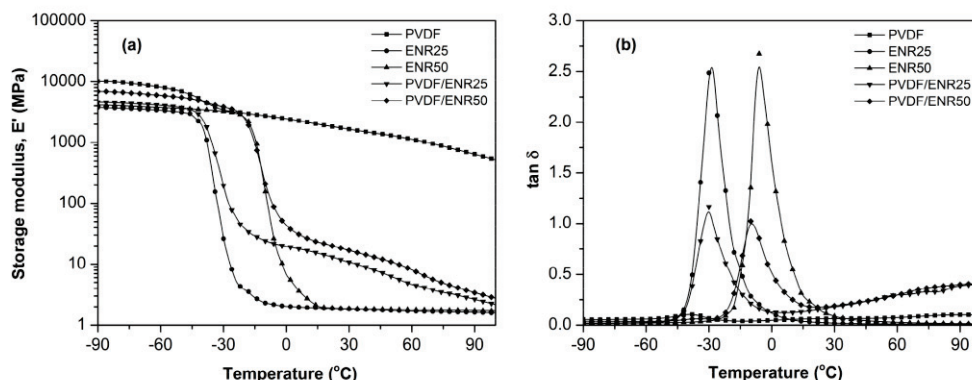 (a)
PVDF
ENR25
ENR50
PVDF/ENR25
PVDF/ENR50
Storage modulus, E' (MPa)
100000
10000
1000
100
10
1
-90 -60 -30 0 30 60 90
Temperature (°C)
(b)
PVDF
ENR25
ENR50
PVDF/ENR25
PVDF/ENR50
tan δ
3.0
2.5
2.0
1.5
1.0
0.5
0.0
-90 -60 -30 0 30 60 90
Temperature (°C)